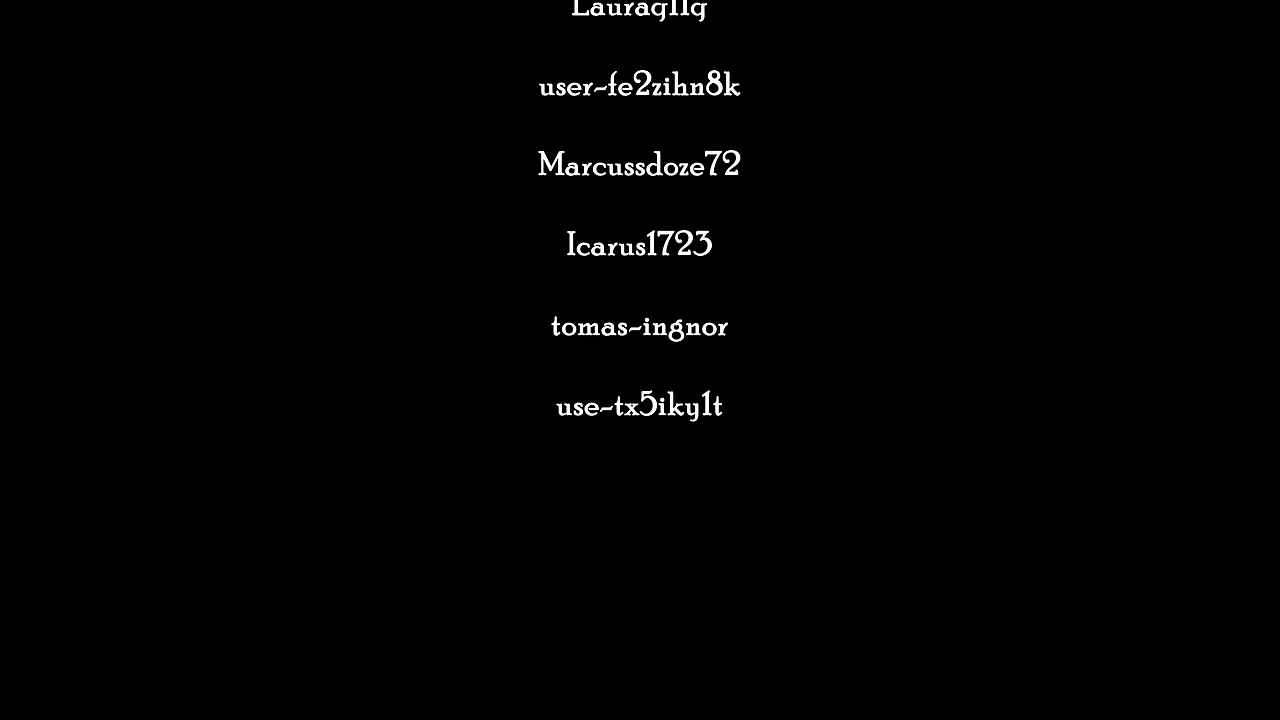 user-fe2zihn8k
Marcussdoze72
Icarus1723
tomas-ingnor
use-tx5iky1t